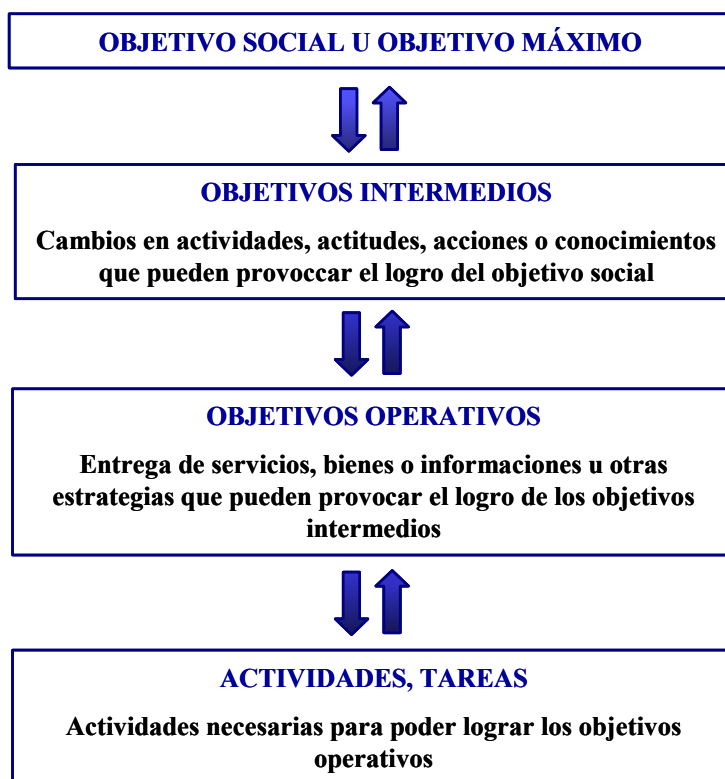 OBJETIVO SOCIAL U OBJETIVO MÁXIMO
OBJETIVOS INTERMEDIOS
Cambios en actividades, actitudes, acciones o conocimientos
que pueden provoccar el logro del objetivo social
OBJETIVOS OPERATIVOS
Entrega de servicios, bienes o informaciones u otras
estrategias que pueden provocar el logro de los objetivos
intermedios
ACTIVIDADES, TAREAS
Actividades necesarias para poder lograr los objetivos
operativos